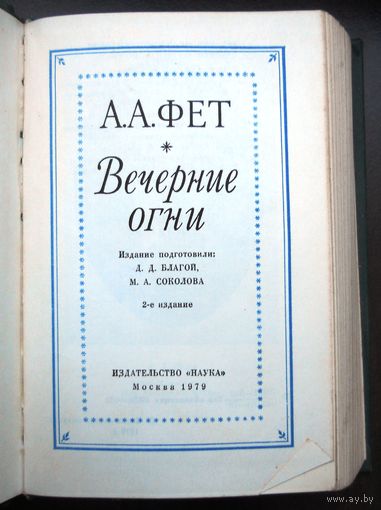 А.А.ФЕТ
*
Вечерние
огни
Издание подготовили:
Д. Д. БЛАГОЙ,
М. А. СОКОЛОВА
2-е издание
ИЗДАТЕЛЬСТВО «НАУКА»
Москва 1979
www.ay.by